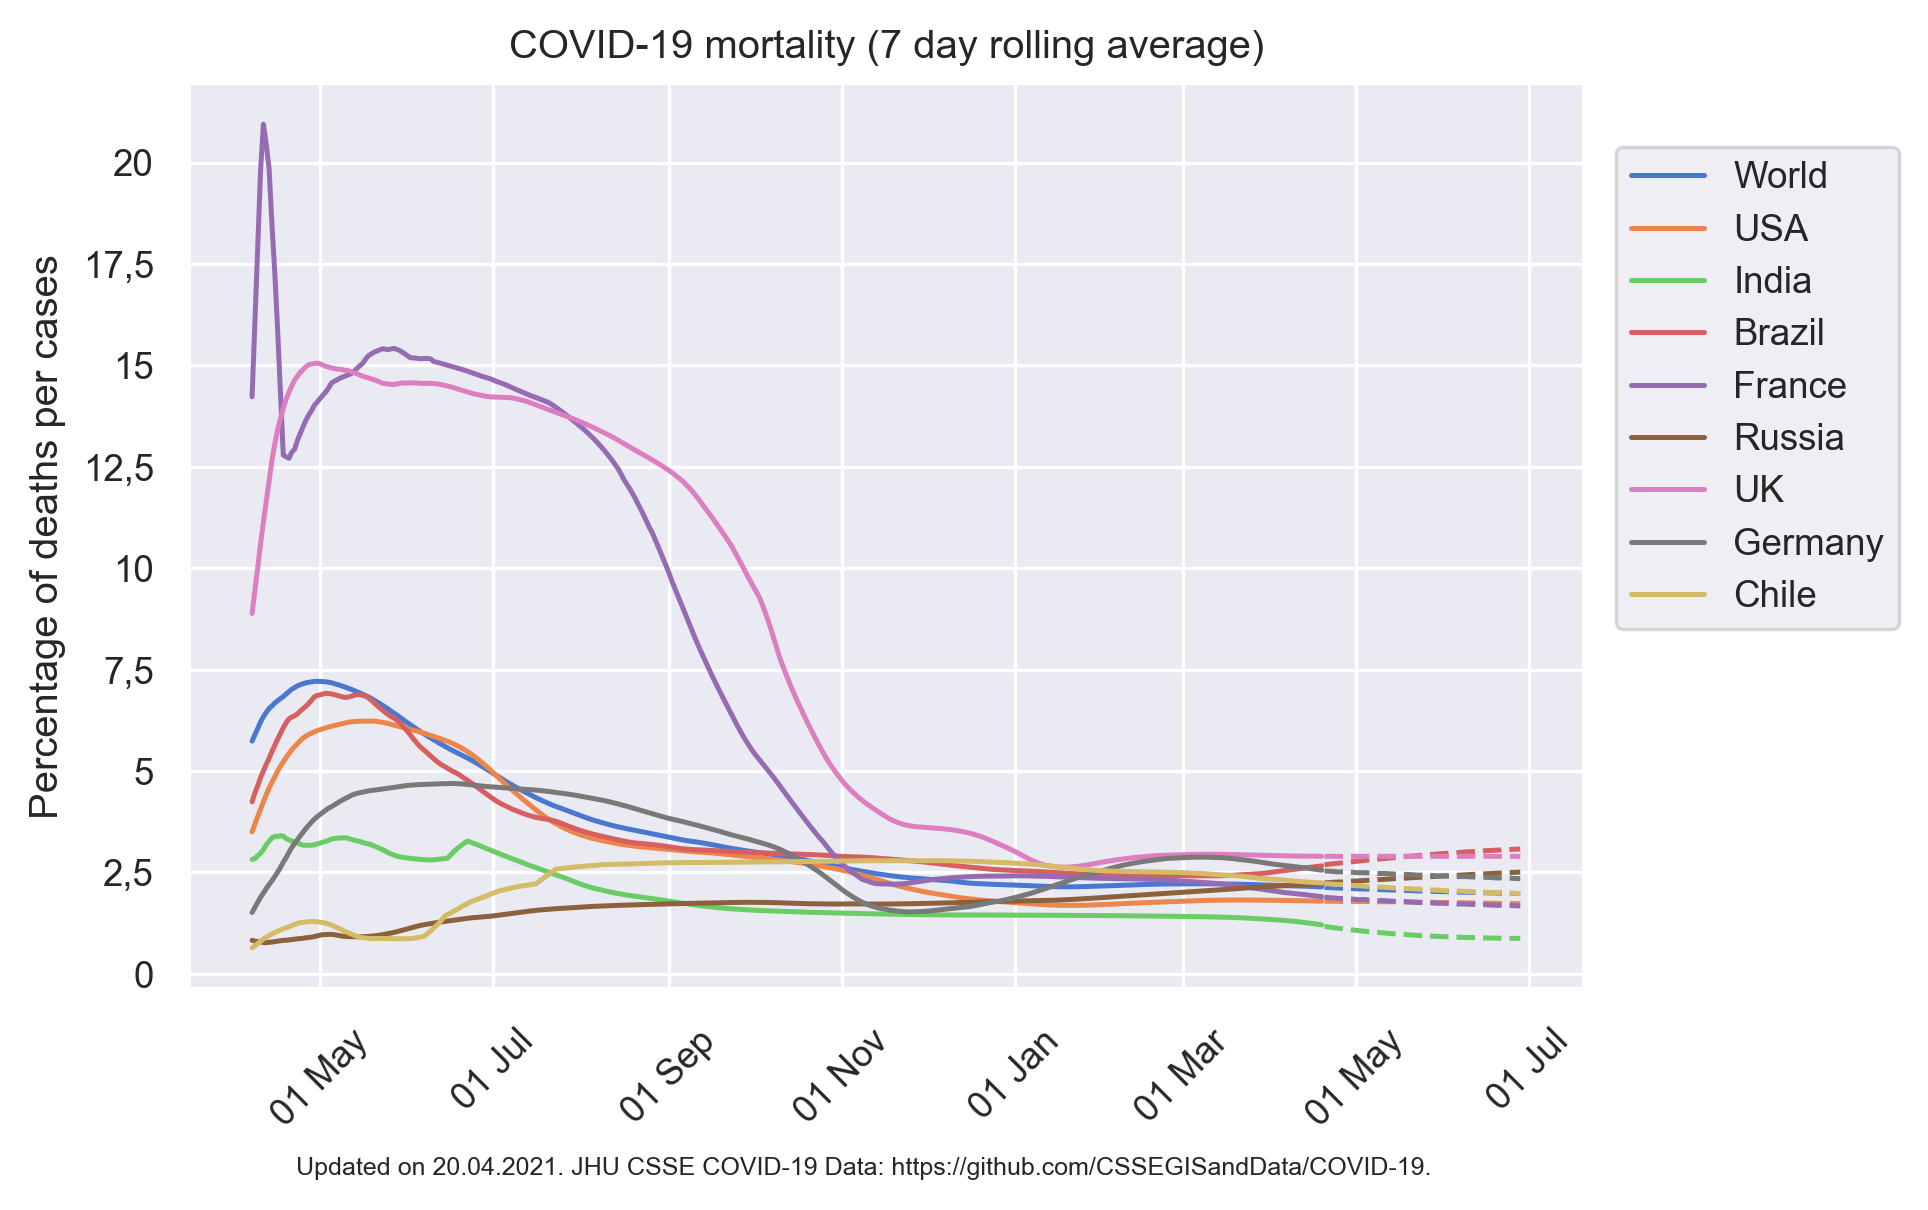 COVID-19 mortality (7 day rolling average)
Percentage of deaths per cases
20
17,5
15
12,5
10
7,5
5
2,5
0
01 May
01 Jul
01 Sep
01 Nov
01 Jan
01 Mar
01 May
01 Jul
World
USA
India
Brazil
France
Russia
UK
Germany
Chile
Updated on 20.04.2021. JHU CSSE COVID-19 Data: https://github.com/CSSEGISandData/COVID-19.